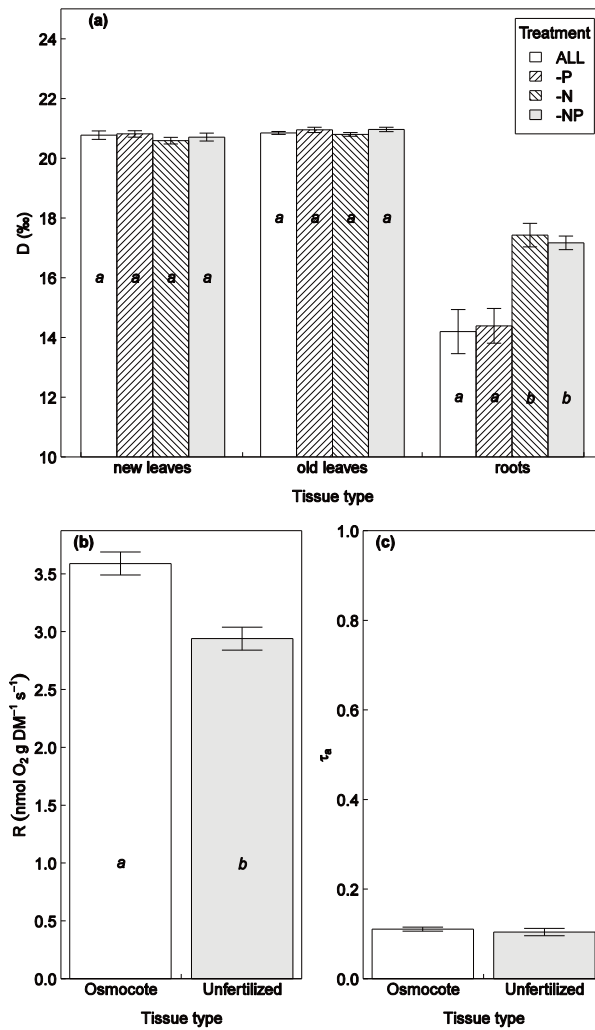 (a)
Treatment
ALL
-P
-N
-NP
24
22
20
18
16
14
12
10
D (‰)
a a a a
a a a a
a a b b
new leaves old leaves roots
Tissue type
(b)
3.5
3.0
2.5
2.0
1.5
1.0
0.5
0.0
R (nmol O₂ g DM⁻¹ s⁻¹)
a b
Osmocote Unfertilized
Tissue type
(c)
1.0
0.8
0.6
0.4
0.2
0.0
τₐ
Osmocote Unfertilized
Tissue type